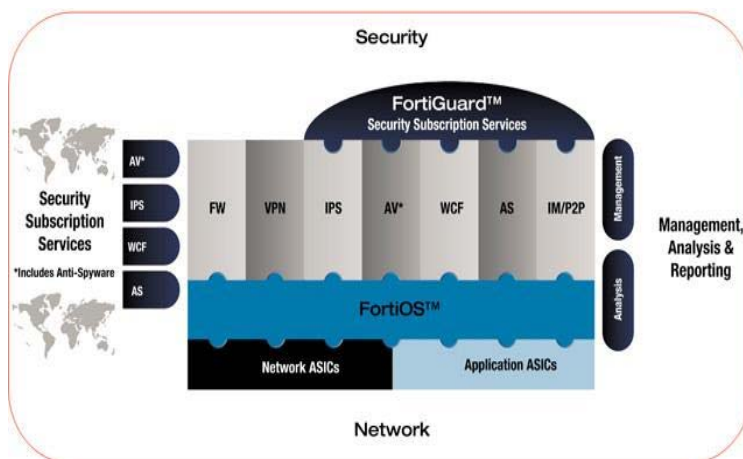 Security
FortiGuard™
Security Subscription Services
AV*
IPS
WCF
AS
Security
Subscription
Services
*Includes Anti-Spyware
FW
VPN
IPS
AV*
WCF
AS
IM/P2P
Management
Analysis
Management,
Analysis &
Reporting
FortiOS™
Network ASICs
Application ASICs
Network